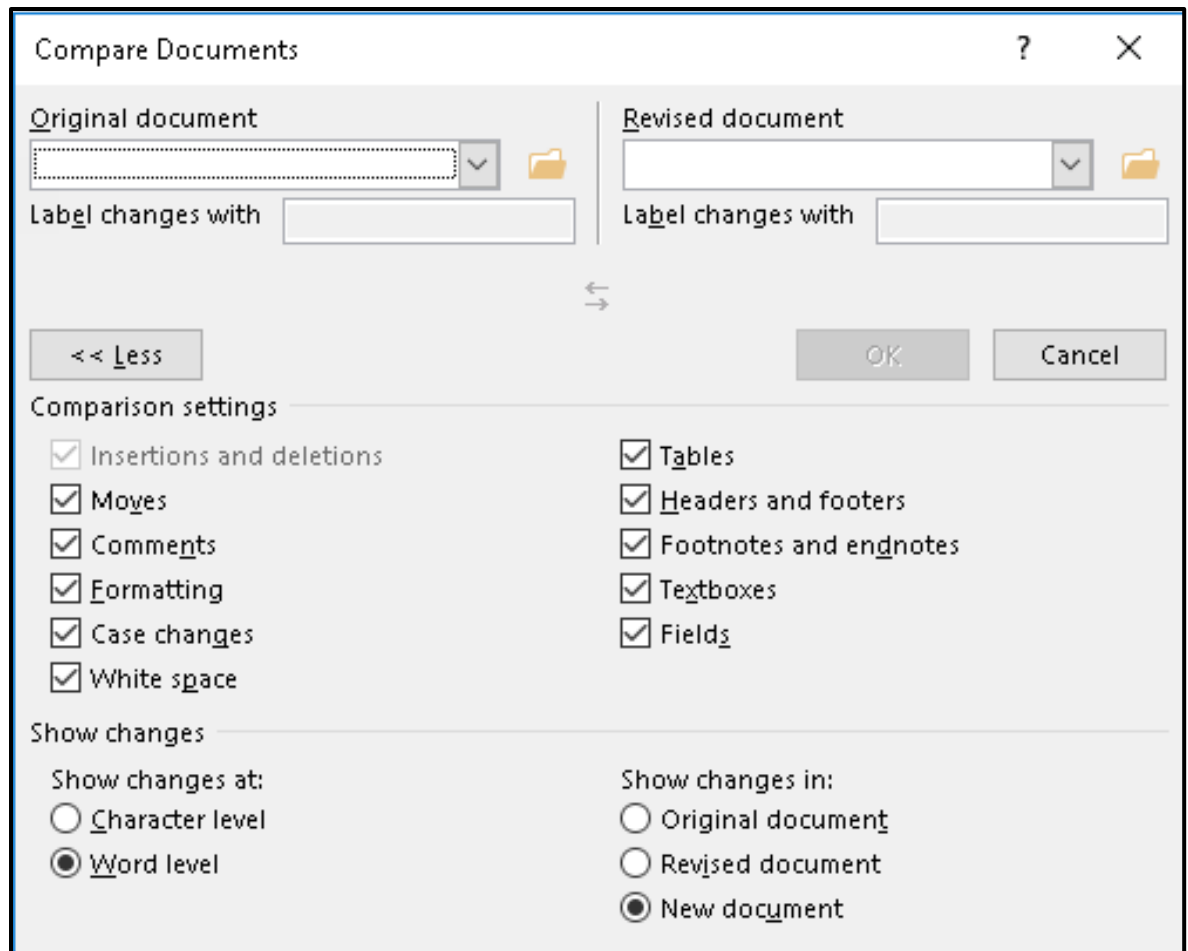 Compare Documents ?
Original document
Revised document
Label changes with
Label changes with
<< Less
OK
Cancel
Comparison settings
Insertions and deletions
Moves
Comments
Formatting
Case changes
White space
Tables
Headers and footers
Footnotes and endnotes
Textboxes
Fields
Show changes
Show changes at:
Character level
Word level
Show changes in:
Original document
Revised document
New document